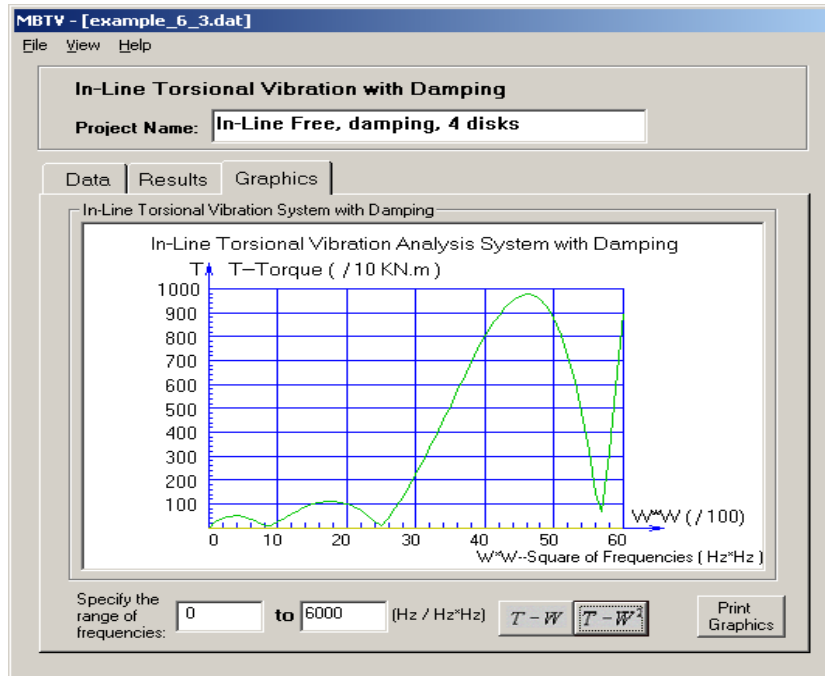 MBTV - [example_6_3.dat]
File View Help
In-Line Torsional Vibration with Damping
Project Name: In-Line Free, damping, 4 disks
Data Results Graphics
In-Line Torsional Vibration System with Damping
In-Line Torsional Vibration Analysis System with Damping
T T--Torque ( / 10 KN.m )
1000
900
800
700
600
500
400
300
200
100
W*W ( / 100)
0 10 20 30 40 50 60
W*W--Square of Frequencies ( Hz*Hz )
Specify the
range of
frequencies:
0 to 6000 (Hz / Hz*Hz)
T - W T - W²
Print
Graphics